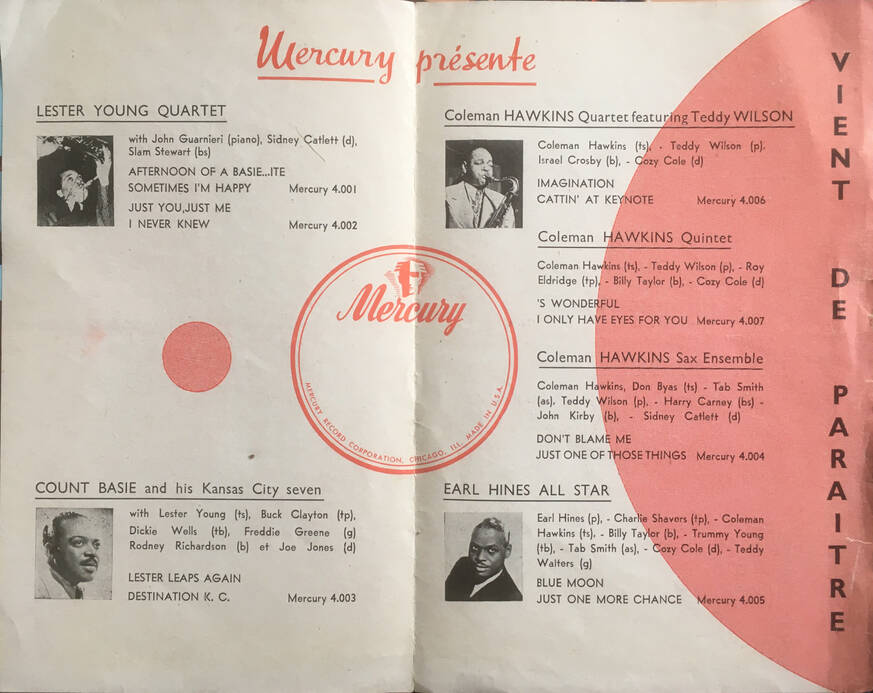 Mercury présente
LESTER YOUNG QUARTET
with John Guarnieri (piano), Sidney Catlett (d),
Slam Stewart (bs)
AFTERNOON OF A BASIE...ITE
SOMETIMES I'M HAPPY Mercury 4.001
JUST YOU,JUST ME
I NEVER KNEW Mercury 4.002
COUNT BASIE and his Kansas City seven
with Lester Young (ts), Buck Clayton (tp),
Dickie Wells (tb), Freddie Greene (g)
Rodney Richardson (b) et Joe Jones (d)
LESTER LEAPS AGAIN
DESTINATION K. C. Mercury 4.003
Mercury
MERCURY RECORD CORPORATION, CHICAGO, ILL. MADE IN U.S.A.
Coleman HAWKINS Quartet featuring Teddy WILSON
Coleman Hawkins (ts), - Teddy Wilson (p),
Israel Crosby (b), - Cozy Cole (d)
IMAGINATION
CATTIN' AT KEYNOTE Mercury 4.006
Coleman HAWKINS Quintet
Coleman Hawkins (ts), - Teddy Wilson (p), - Roy
Eldridge (tp), - Billy Taylor (b), - Cozy Cole (d)
'S WONDERFUL
I ONLY HAVE EYES FOR YOU Mercury 4.007
Coleman HAWKINS Sax Ensemble
Coleman Hawkins, Don Byas (ts) - Tab Smith
(as), Teddy Wilson (p), - Harry Carney (bs) -
John Kirby (b), - Sidney Catlett (d)
DON'T BLAME ME
JUST ONE OF THOSE THINGS Mercury 4.004
EARL HINES ALL STAR
Earl Hines (p), - Charlie Shavers (tp), - Coleman
Hawkins (ts), - Billy Taylor (b), - Trummy Young
(tb), - Tab Smith (as), - Cozy Cole (d), - Teddy
Walters (g)
BLUE MOON
JUST ONE MORE CHANCE Mercury 4.005
VIENT DE PARAITRE